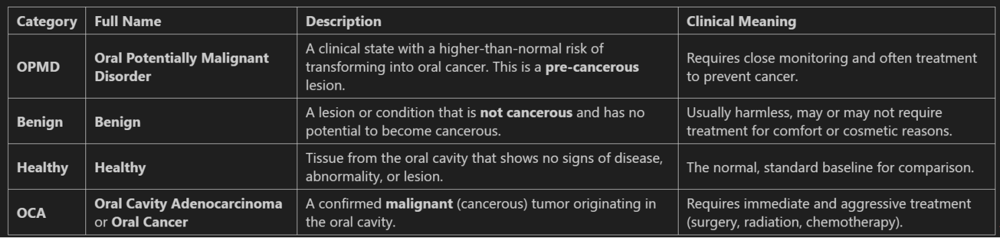 Category Full Name Description Clinical Meaning
OPMD
Oral Potentially Malignant
Disorder
A clinical state with a higher-than-normal risk of
transforming into oral cancer. This is a pre-cancerous
lesion.
Requires close monitoring and often treatment
to prevent cancer.
Benign
Benign
A lesion or condition that is not cancerous and has no
potential to become cancerous.
Usually harmless, may or may not require
treatment for comfort or cosmetic reasons.
Healthy
Healthy
Tissue from the oral cavity that shows no signs of disease,
abnormality, or lesion.
The normal, standard baseline for comparison.
OCA
Oral Cavity Adenocarcinoma
or Oral Cancer
A confirmed malignant (cancerous) tumor originating in
the oral cavity.
Requires immediate and aggressive treatment
(surgery, radiation, chemotherapy).